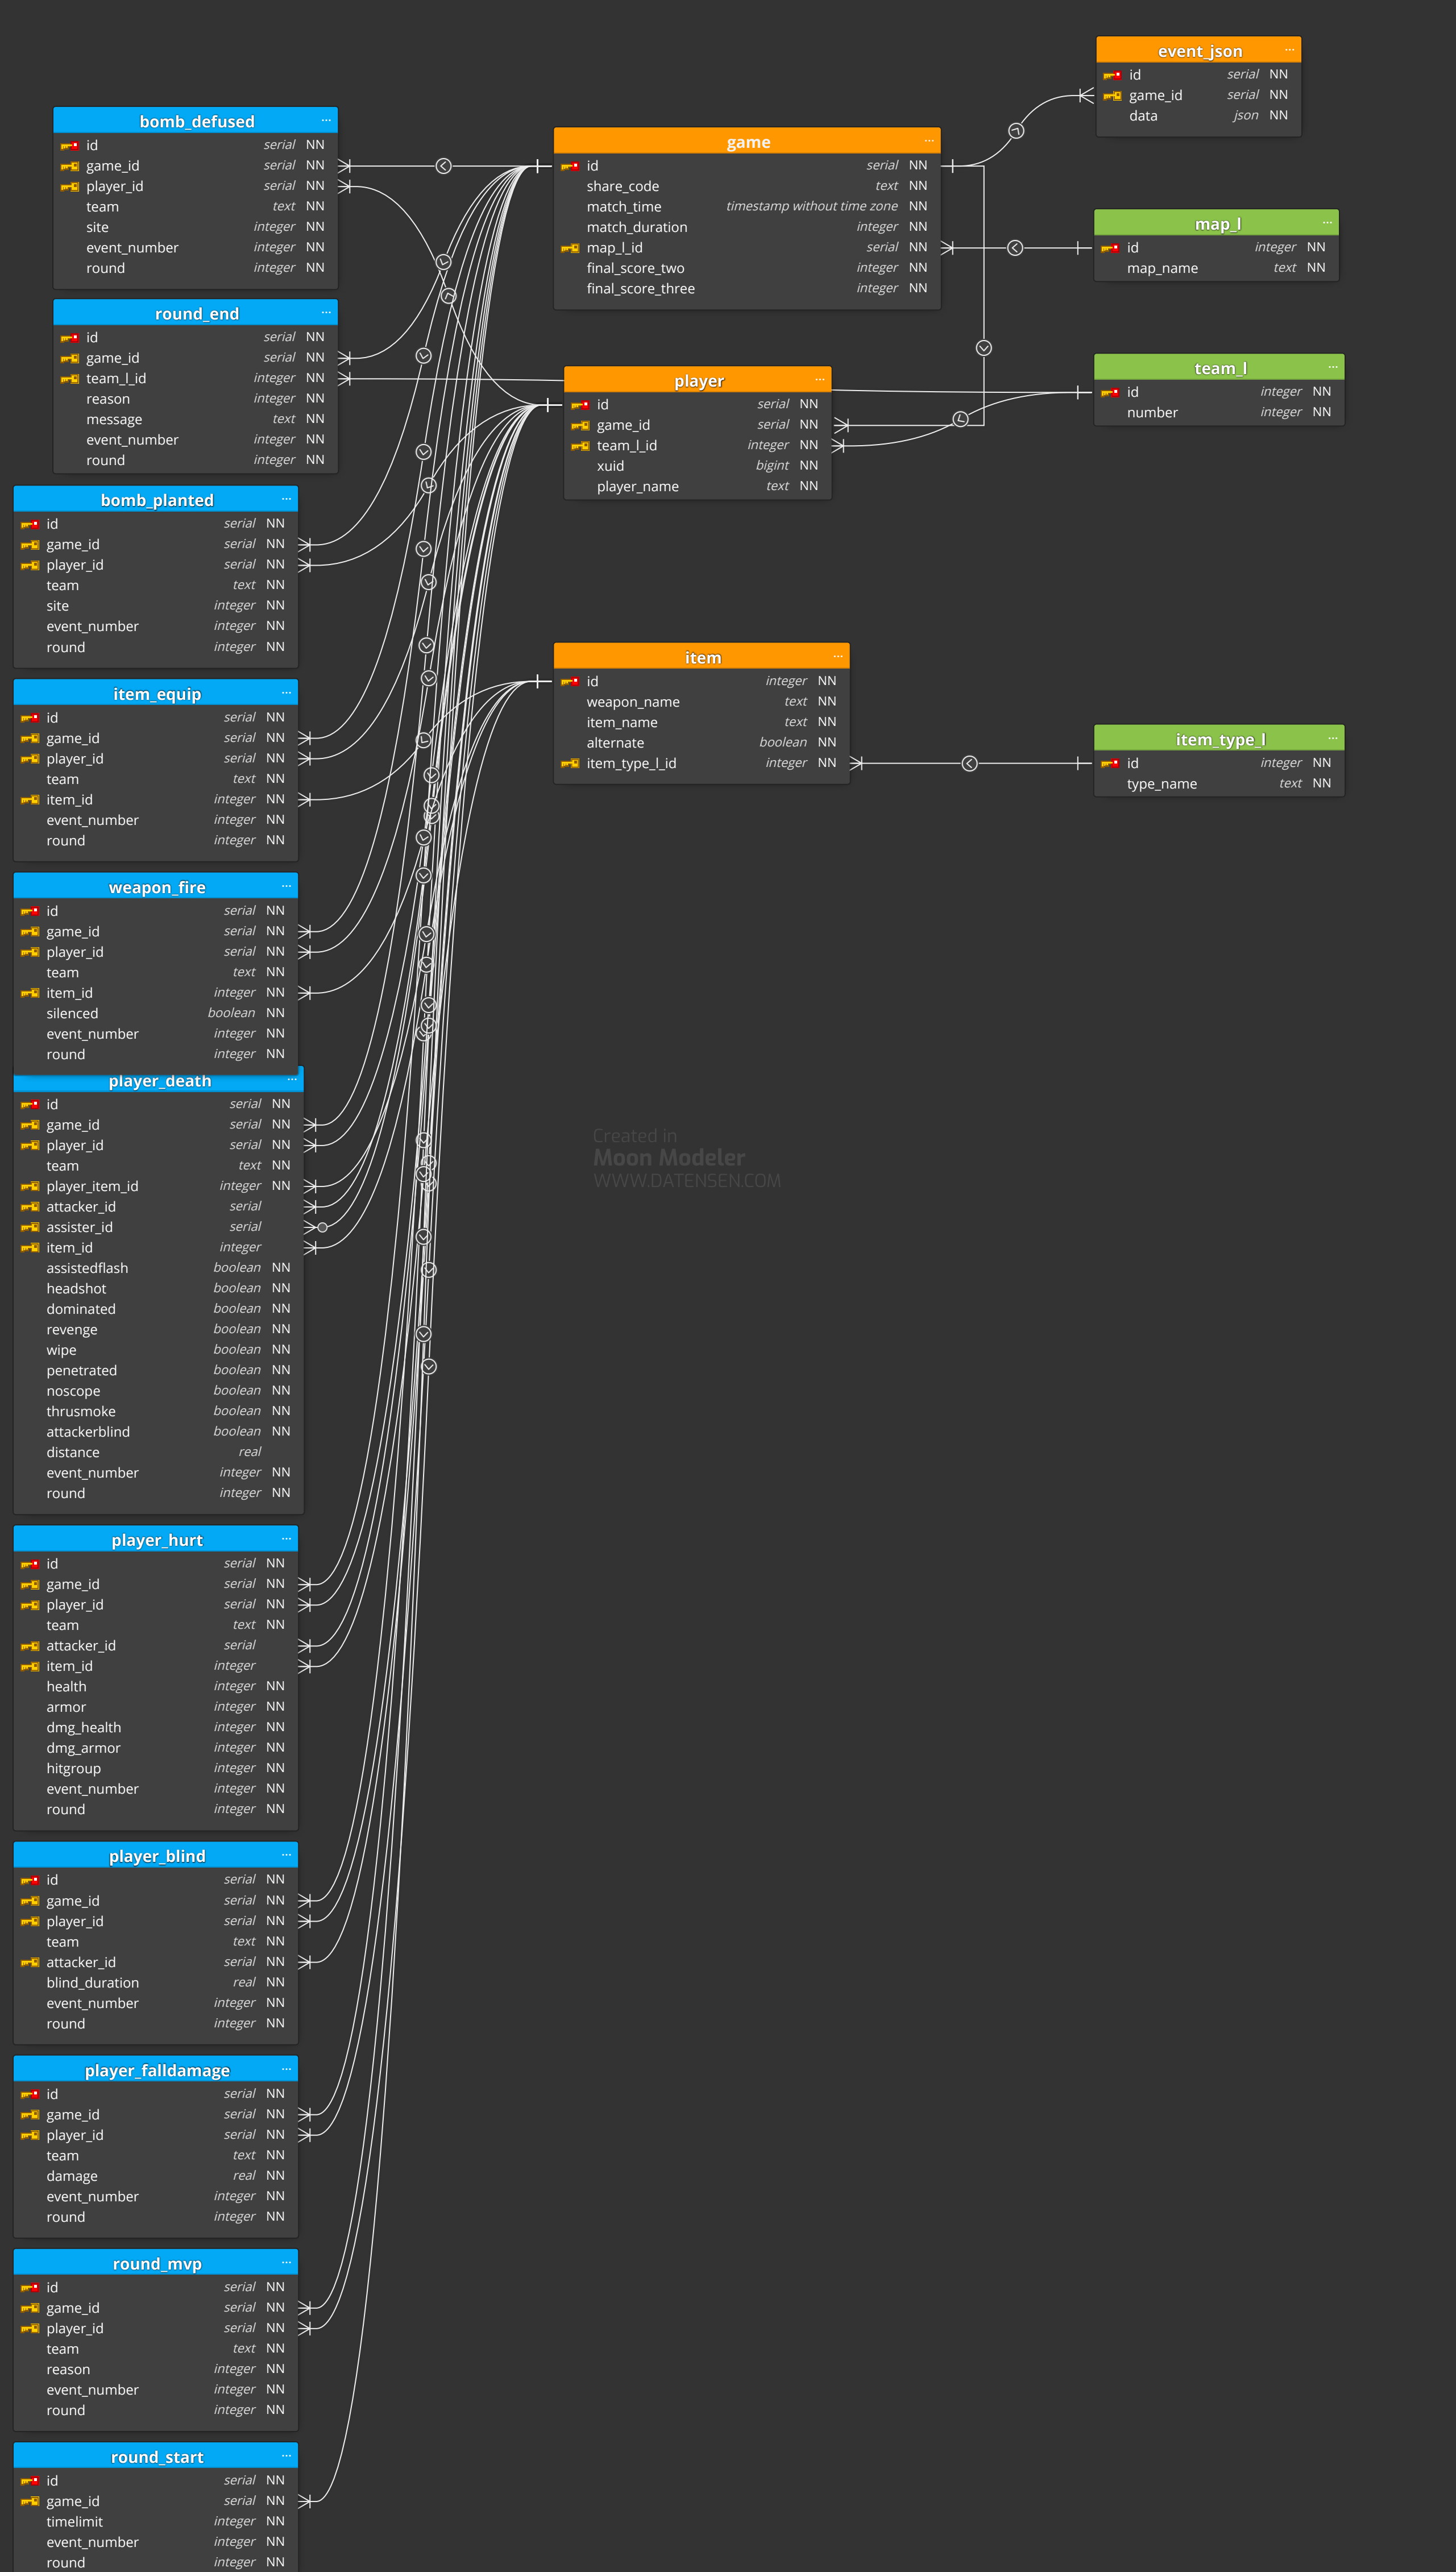 event_json ...
id serial NN
game_id serial NN
data json NN
bomb_defused ...
id serial NN
game_id serial NN
player_id serial NN
team text NN
site integer NN
event_number integer NN
round integer NN
game ...
id serial NN
share_code text NN
match_time timestamp without time zone NN
match_duration integer NN
map_l_id serial NN
final_score_two integer NN
final_score_three integer NN
map_l ...
id integer NN
map_name text NN
round_end ...
id serial NN
game_id serial NN
team_l_id integer NN
reason integer NN
message text NN
event_number integer NN
round integer NN
player ...
id serial NN
game_id serial NN
team_l_id integer NN
xuid bigint NN
player_name text NN
team_l ...
id integer NN
number integer NN
bomb_planted ...
id serial NN
game_id serial NN
player_id serial NN
team text NN
site integer NN
event_number integer NN
round integer NN
item ...
id integer NN
weapon_name text NN
item_name text NN
alternate boolean NN
item_type_l_id integer NN
item_type_l ...
id integer NN
type_name text NN
item_equip ...
id serial NN
game_id serial NN
player_id serial NN
team text NN
item_id integer NN
event_number integer NN
round integer NN
weapon_fire ...
id serial NN
game_id serial NN
player_id serial NN
team text NN
item_id integer NN
silenced boolean NN
event_number integer NN
round integer NN
player_death ...
id serial NN
game_id serial NN
player_id serial NN
team text NN
player_item_id integer NN
attacker_id serial
assister_id serial
item_id integer
assistedflash boolean NN
headshot boolean NN
dominated boolean NN
revenge boolean NN
wipe boolean NN
penetrated boolean NN
noscope boolean NN
thrusmoke boolean NN
attackerblind boolean NN
distance real
event_number integer NN
round integer NN
Created in
Moon Modeler
WWW.DATENSEN.COM
player_hurt ...
id serial NN
game_id serial NN
player_id serial NN
team text NN
attacker_id serial
item_id integer
health integer NN
armor integer NN
dmg_health integer NN
dmg_armor integer NN
hitgroup integer NN
event_number integer NN
round integer NN
player_blind ...
id serial NN
game_id serial NN
player_id serial NN
team text NN
attacker_id serial NN
blind_duration real NN
event_number integer NN
round integer NN
player_falldamage ...
id serial NN
game_id serial NN
player_id serial NN
team text NN
damage real NN
event_number integer NN
round integer NN
round_mvp ...
id serial NN
game_id serial NN
player_id serial NN
team text NN
reason integer NN
event_number integer NN
round integer NN
round_start ...
id serial NN
game_id serial NN
timelimit integer NN
event_number integer NN
round integer NN